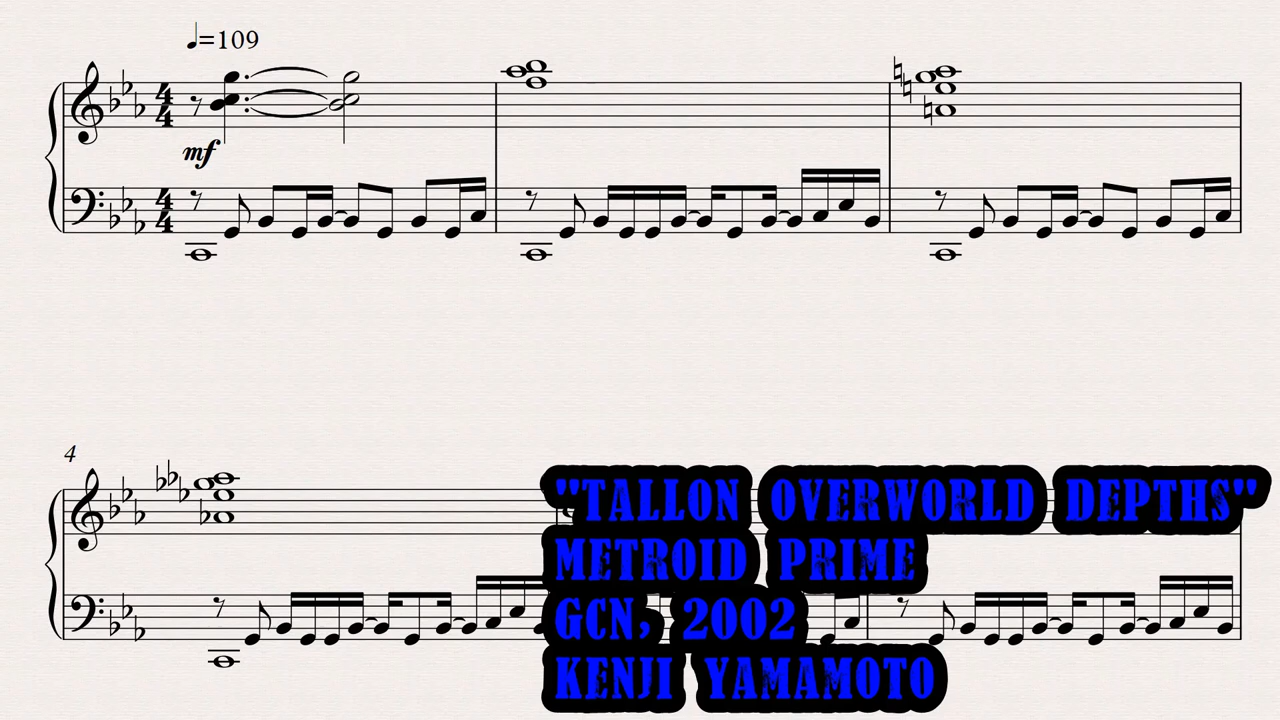 ♩=109
mf
4
"TALLON OVERWORLD DEPTHS"
METROID PRIME
GCN, 2002
KENJI YAMAMOTO